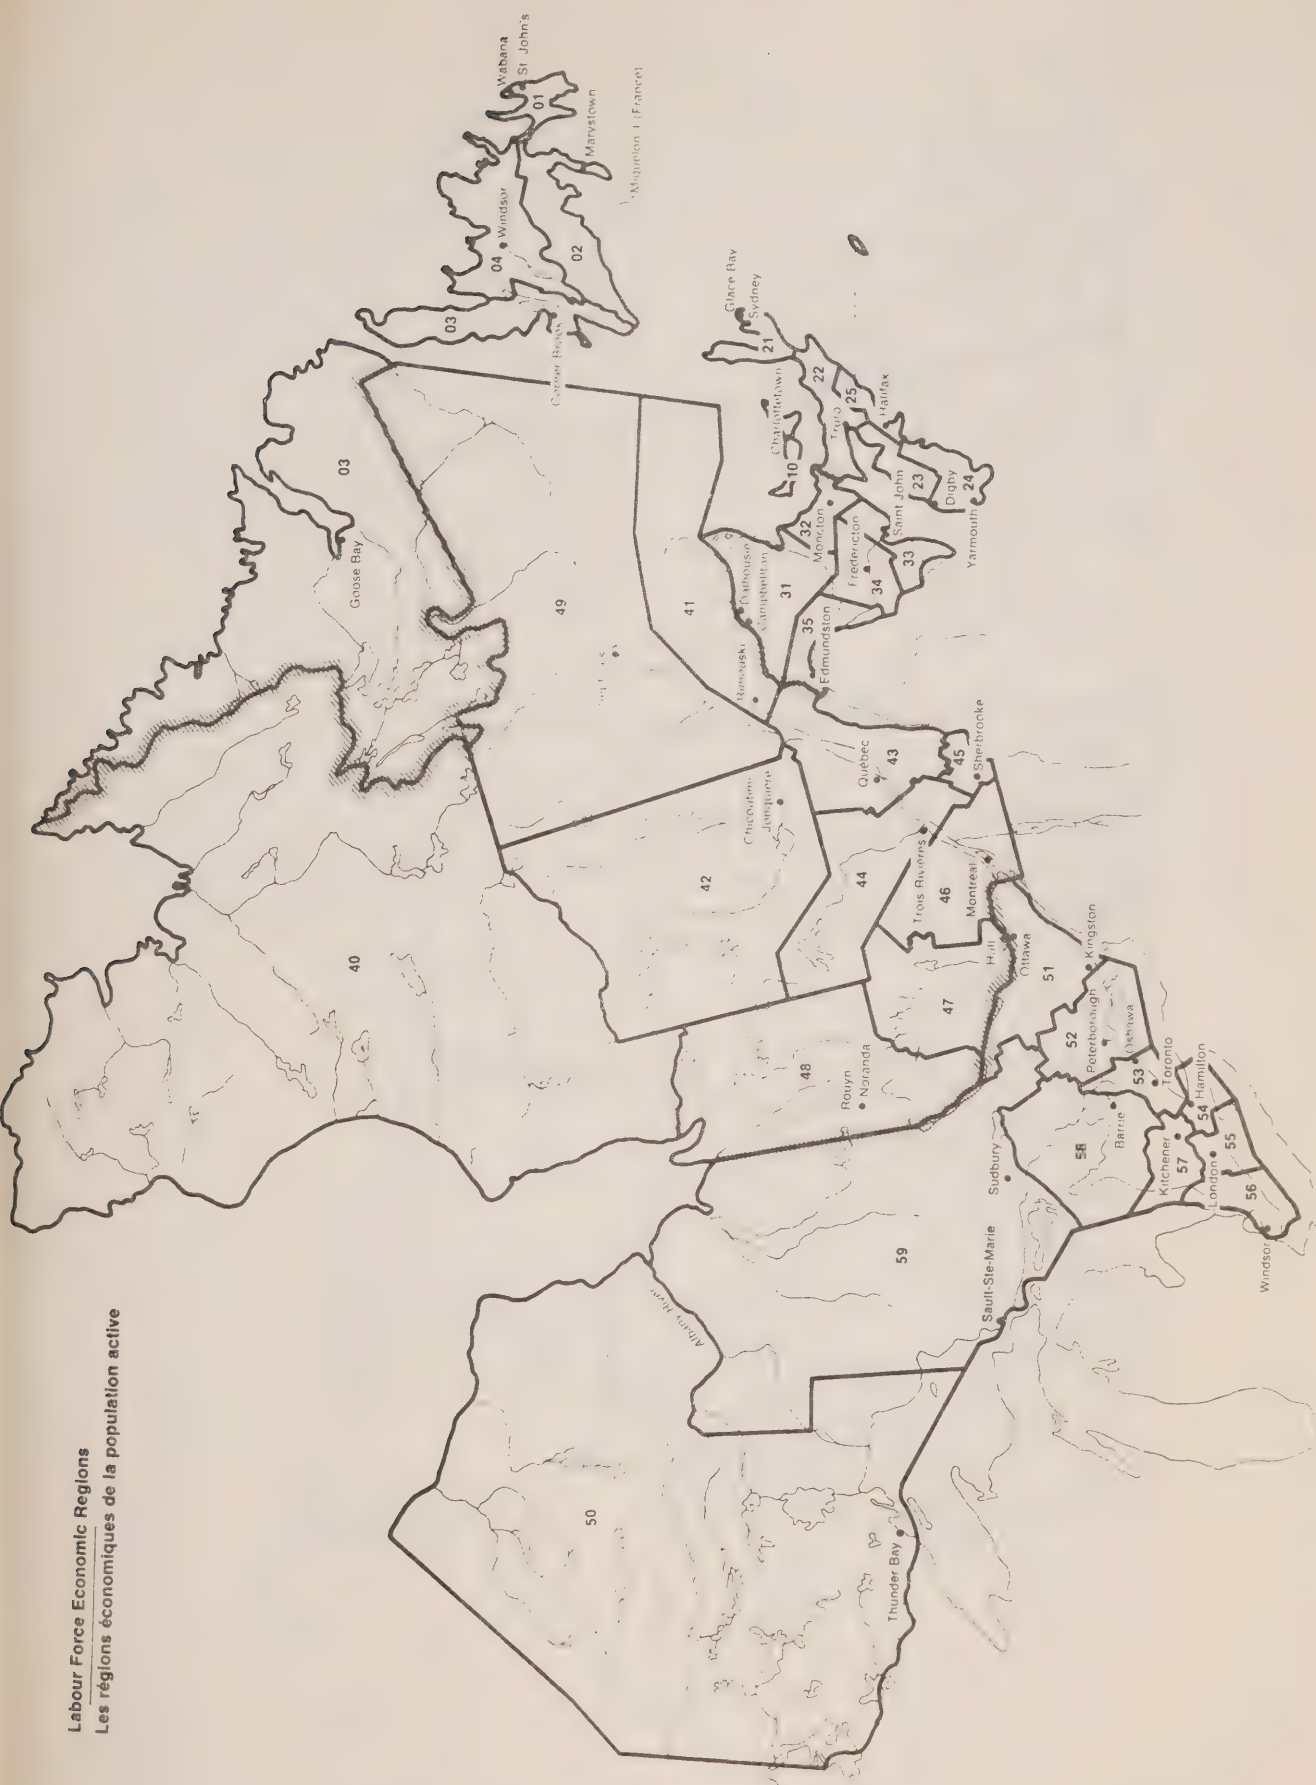 Labour Force Economic Regions
Les régions économiques de la population active
40
03
Goose Bay
03
04
Windsor
02
01
Wabana
St John's
Marystown
Miquelon I (France)
Corner Brook
49
50
Albany River
59
48
Rouyn
Noranda
42
Chicoutimi
Jonquière
41
Rimouski
Dalhousie
Campbellton
31
35
Edmundston
32
Moncton
Fredericton
34
33
Saint John
10
Charlottetown
Glace Bay
Sydney
21
22
Truro
25
Halifax
23
Digby
24
Yarmouth
Québec
43
45
Sherbrooke
44
Trois Rivières
46
Montreal
47
Hull
Ottawa
51
Kingston
52
Peterborough
Oshawa
53
Toronto
Hamilton
54
55
56
Windsor
London
57
Kitchener
Barrie
58
Sudbury
Sault-Ste-Marie
Thunder Bay